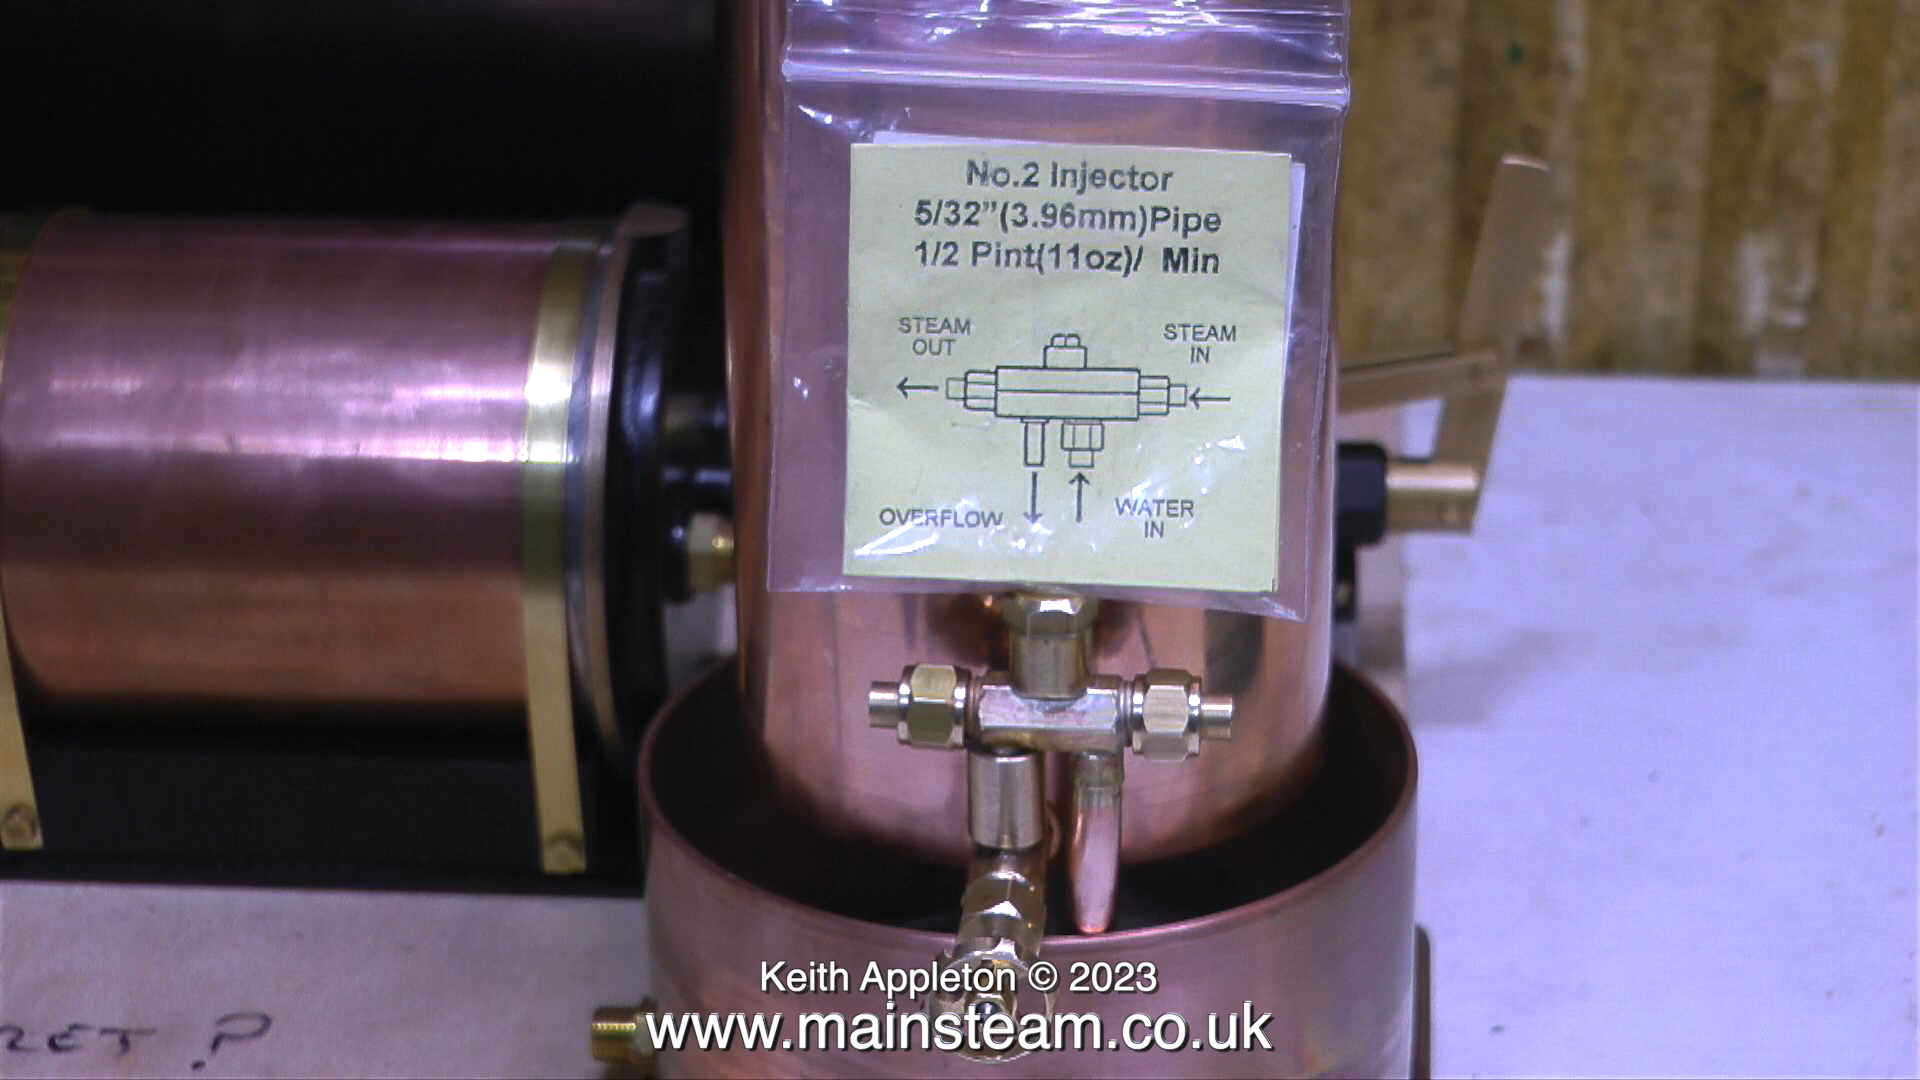 No.2 Injector
5/32”(3.96mm)Pipe
1/2 Pint(11oz)/ Min
STEAM
OUT
STEAM
IN
OVERFLOW
WATER
IN
Keith Appleton © 2023
www.mainsteam.co.uk